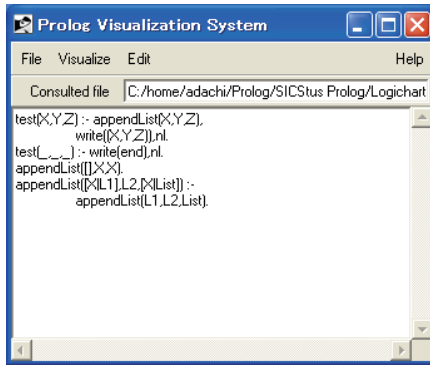 Prolog Visualization System
File Visualize Edit Help
Consulted file C:/home/adachi/Prolog/SICStus Prolog/Logichart
test(X,Y,Z) :- appendList(X,Y,Z),
write((X,Y,Z)),nl.
test(_,_,_) :- write(end),nl.
appendList([],X,X).
appendList([X|L1],L2,[X|List]) :-
appendList(L1,L2,List).